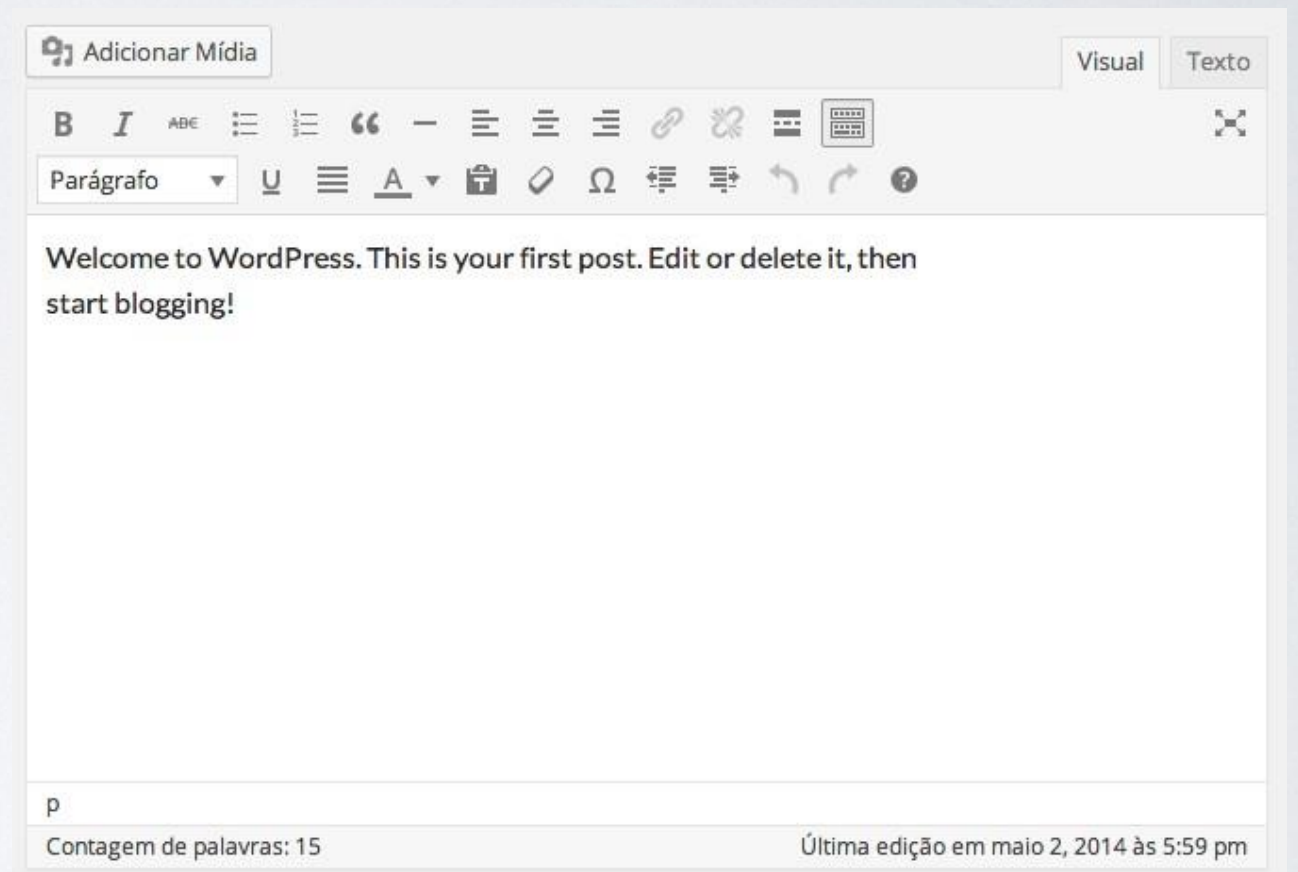 Adicionar Mídia
Visual Texto
B I ABC
Parágrafo U A T Ω ?
Welcome to WordPress. This is your first post. Edit or delete it, then
start blogging!
p
Contagem de palavras: 15 Última edição em maio 2, 2014 às 5:59 pm